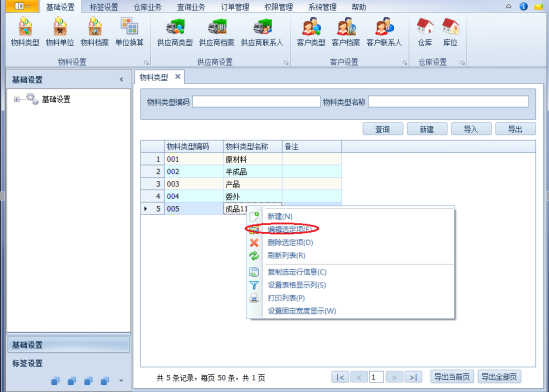 基础设置 标签设置 仓库业务 查询业务 订单管理 权限管理 系统管理 帮助
物料类型 物料单位 物料档案 单位换算 供应商类型 供应商档案 供应商联系人 客户类型 客户档案 客户联系人 仓库 库位
物料设置 供应商设置 客户设置 仓库设置
基础设置
基础设置
物料类型
物料类型编码 物料类型名称
查询 新建 导入 导出
物料类型编码 物料类型名称 备注
1 001 原材料
2 002 半成品
3 003 产品
4 004 委外
5 005 成品11
新建(N)
编辑选定项(E)
删除选定项(D)
刷新列表(R)
复制选定行信息(C)
设置表格显示列(S)
打印列表(P)
设置固定宽度显示(W)
基础设置
标签设置
共 5 条记录，每页 50 条，共 1 页
|< < 1 > >| 导出当前页 导出全部页